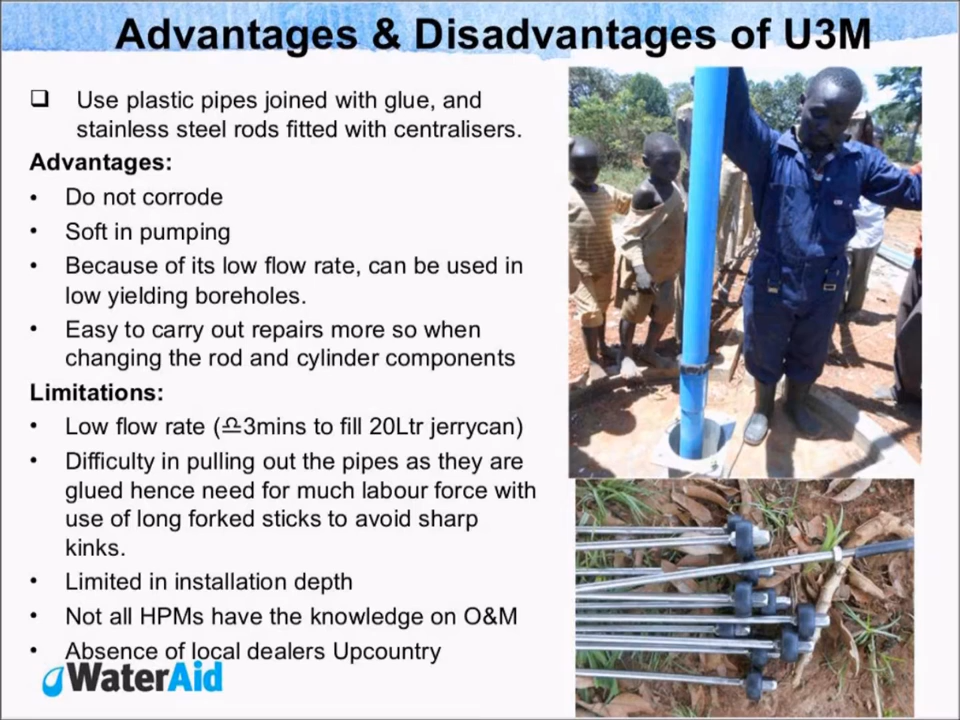 Advantages & Disadvantages of U3M
❑ Use plastic pipes joined with glue, and
stainless steel rods fitted with centralisers.
Advantages:
• Do not corrode
• Soft in pumping
• Because of its low flow rate, can be used in
low yielding boreholes.
• Easy to carry out repairs more so when
changing the rod and cylinder components
Limitations:
• Low flow rate (♎3mins to fill 20Ltr jerrycan)
• Difficulty in pulling out the pipes as they are
glued hence need for much labour force with
use of long forked sticks to avoid sharp
kinks.
• Limited in installation depth
• Not all HPMs have the knowledge on O&M
• Absence of local dealers Upcountry
WaterAid